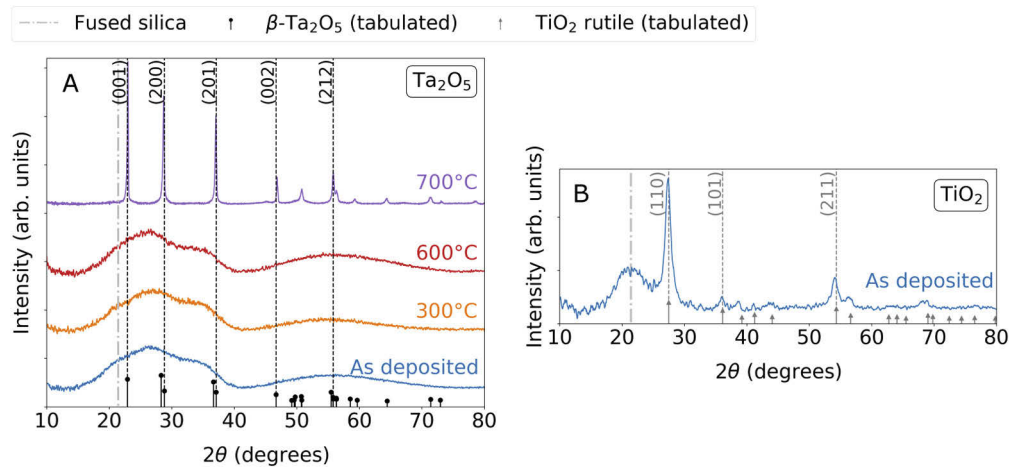 Fused silica β-Ta₂O₅ (tabulated) TiO₂ rutile (tabulated)
A
Ta₂O₅
(001)
(200)
(201)
(002)
(212)
700°C
600°C
300°C
As deposited
Intensity (arb. units)
10 20 30 40 50 60 70 80
2θ (degrees)
B
TiO₂
(110)
(101)
(211)
As deposited
Intensity (arb. units)
10 20 30 40 50 60 70 80
2θ (degrees)